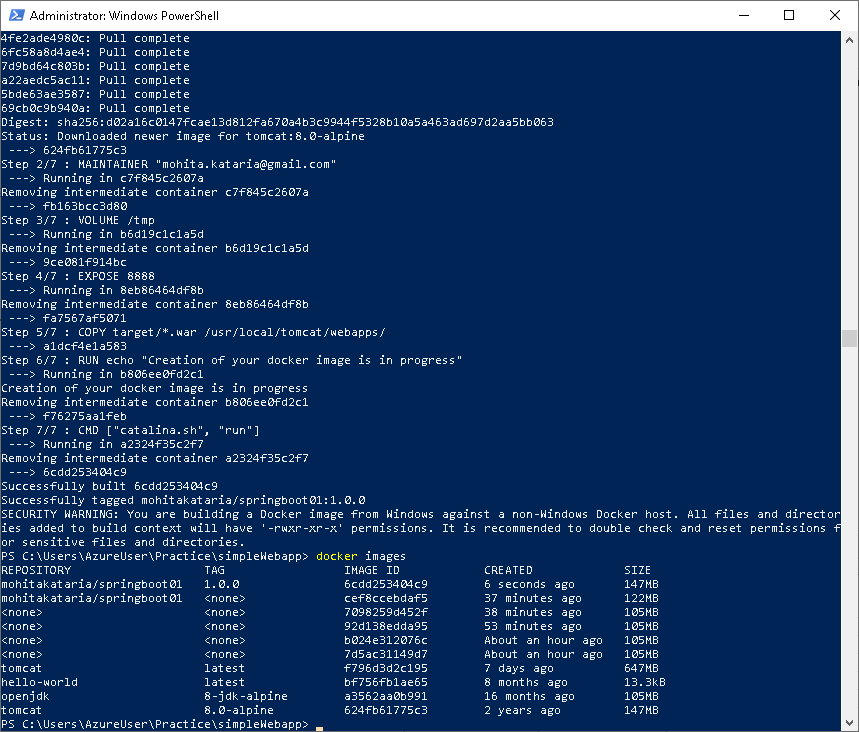 Administrator: Windows PowerShell
4fe2ade4980c: Pull complete
6fc58a8d4ae4: Pull complete
7d9bd64c803b: Pull complete
a22aedc5ac11: Pull complete
5bde63ae3587: Pull complete
69cb0c9b940a: Pull complete
Digest: sha256:d02a16c0147fcae13d812fa670a4b3c9944f5328b10a5a463ad697d2aa5bb063
Status: Downloaded newer image for tomcat:8.0-alpine
 ---> 624fb61775c3
Step 2/7 : MAINTAINER "mohita.kataria@gmail.com"
 ---> Running in c7f845c2607a
Removing intermediate container c7f845c2607a
 ---> fb163bcc3d80
Step 3/7 : VOLUME /tmp
 ---> Running in b6d19c1c1a5d
Removing intermediate container b6d19c1c1a5d
 ---> 9ce081f914bc
Step 4/7 : EXPOSE 8888
 ---> Running in 8eb86464df8b
Removing intermediate container 8eb86464df8b
 ---> fa7567af5071
Step 5/7 : COPY target/*.war /usr/local/tomcat/webapps/
 ---> a1dcf4e1a583
Step 6/7 : RUN echo "Creation of your docker image is in progress"
 ---> Running in b806ee0fd2c1
Creation of your docker image is in progress
Removing intermediate container b806ee0fd2c1
 ---> f76275aa1feb
Step 7/7 : CMD ["catalina.sh", "run"]
 ---> Running in a2324f35c2f7
Removing intermediate container a2324f35c2f7
 ---> 6cdd253404c9
Successfully built 6cdd253404c9
Successfully tagged mohitakataria/springboot01:1.0.0
SECURITY WARNING: You are building a Docker image from Windows against a non-Windows Docker host. All files and director
ies added to build context will have '-rwxr-xr-x' permissions. It is recommended to double check and reset permissions f
or sensitive files and directories.
PS C:\Users\AzureUser\Practice\simpleWebapp> docker images
REPOSITORY TAG IMAGE ID CREATED SIZE
mohitakataria/springboot01 1.0.0 6cdd253404c9 6 seconds ago 147MB
mohitakataria/springboot01 <none> cef8ccebdaf5 37 minutes ago 122MB
<none> <none> 7098259d452f 38 minutes ago 105MB
<none> <none> 92d138edda95 53 minutes ago 105MB
<none> <none> b024e312076c About an hour ago 105MB
<none> <none> 7d5ac31149d7 About an hour ago 105MB
tomcat latest f796d3d2c195 7 days ago 647MB
hello-world latest bf756fb1ae65 8 months ago 13.3kB
openjdk 8-jdk-alpine a3562aa0b991 16 months ago 105MB
tomcat 8.0-alpine 624fb61775c3 2 years ago 147MB
PS C:\Users\AzureUser\Practice\simpleWebapp>